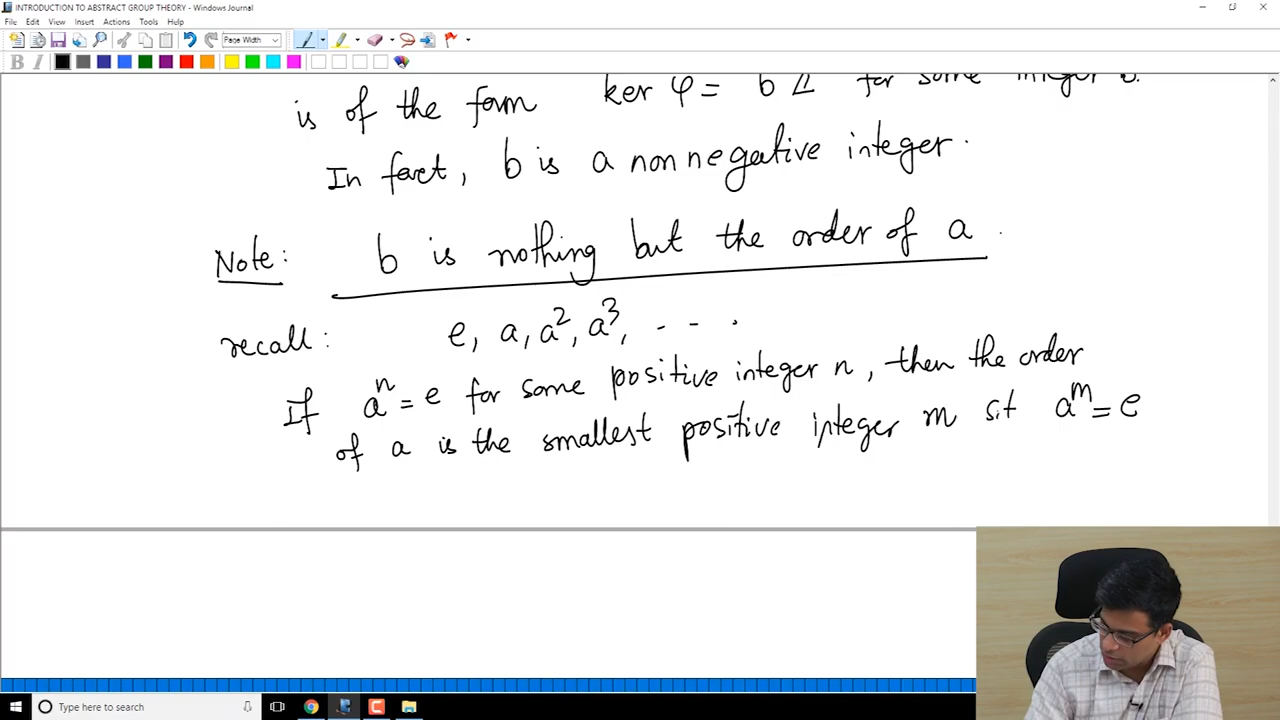 INTRODUCTION TO ABSTRACT GROUP THEORY - Windows Journal
File Edit View Insert Actions Tools Help
Page Width
B I
is of the form ker φ = bℤ for some integer b.
In fact, b is a nonnegative integer.
Note: b is nothing but the order of a.
recall: e, a, a², a³, - - .
If aⁿ = e for some positive integer n, then the order
of a is the smallest positive integer m s.t aᵐ = e
Type here to search